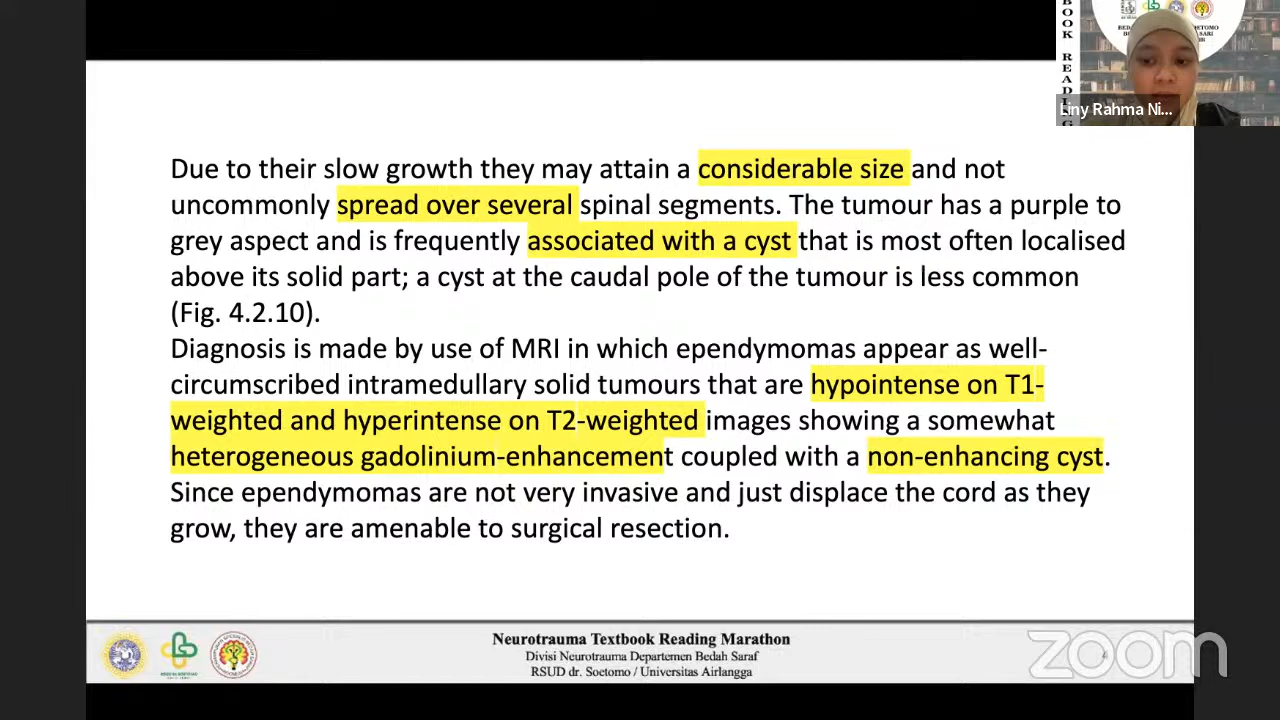 BOOK READING
Liny Rahma Ni...
Due to their slow growth they may attain a considerable size and not
uncommonly spread over several spinal segments. The tumour has a purple to
grey aspect and is frequently associated with a cyst that is most often localised
above its solid part; a cyst at the caudal pole of the tumour is less common
(Fig. 4.2.10).
Diagnosis is made by use of MRI in which ependymomas appear as well-
circumscribed intramedullary solid tumours that are hypointense on T1-
weighted and hyperintense on T2-weighted images showing a somewhat
heterogeneous gadolinium-enhancement coupled with a non-enhancing cyst.
Since ependymomas are not very invasive and just displace the cord as they
grow, they are amenable to surgical resection.
Neurotrauma Textbook Reading Marathon
Divisi Neurotrauma Departemen Bedah Saraf
RSUD dr. Soetomo / Universitas Airlangga
zoom